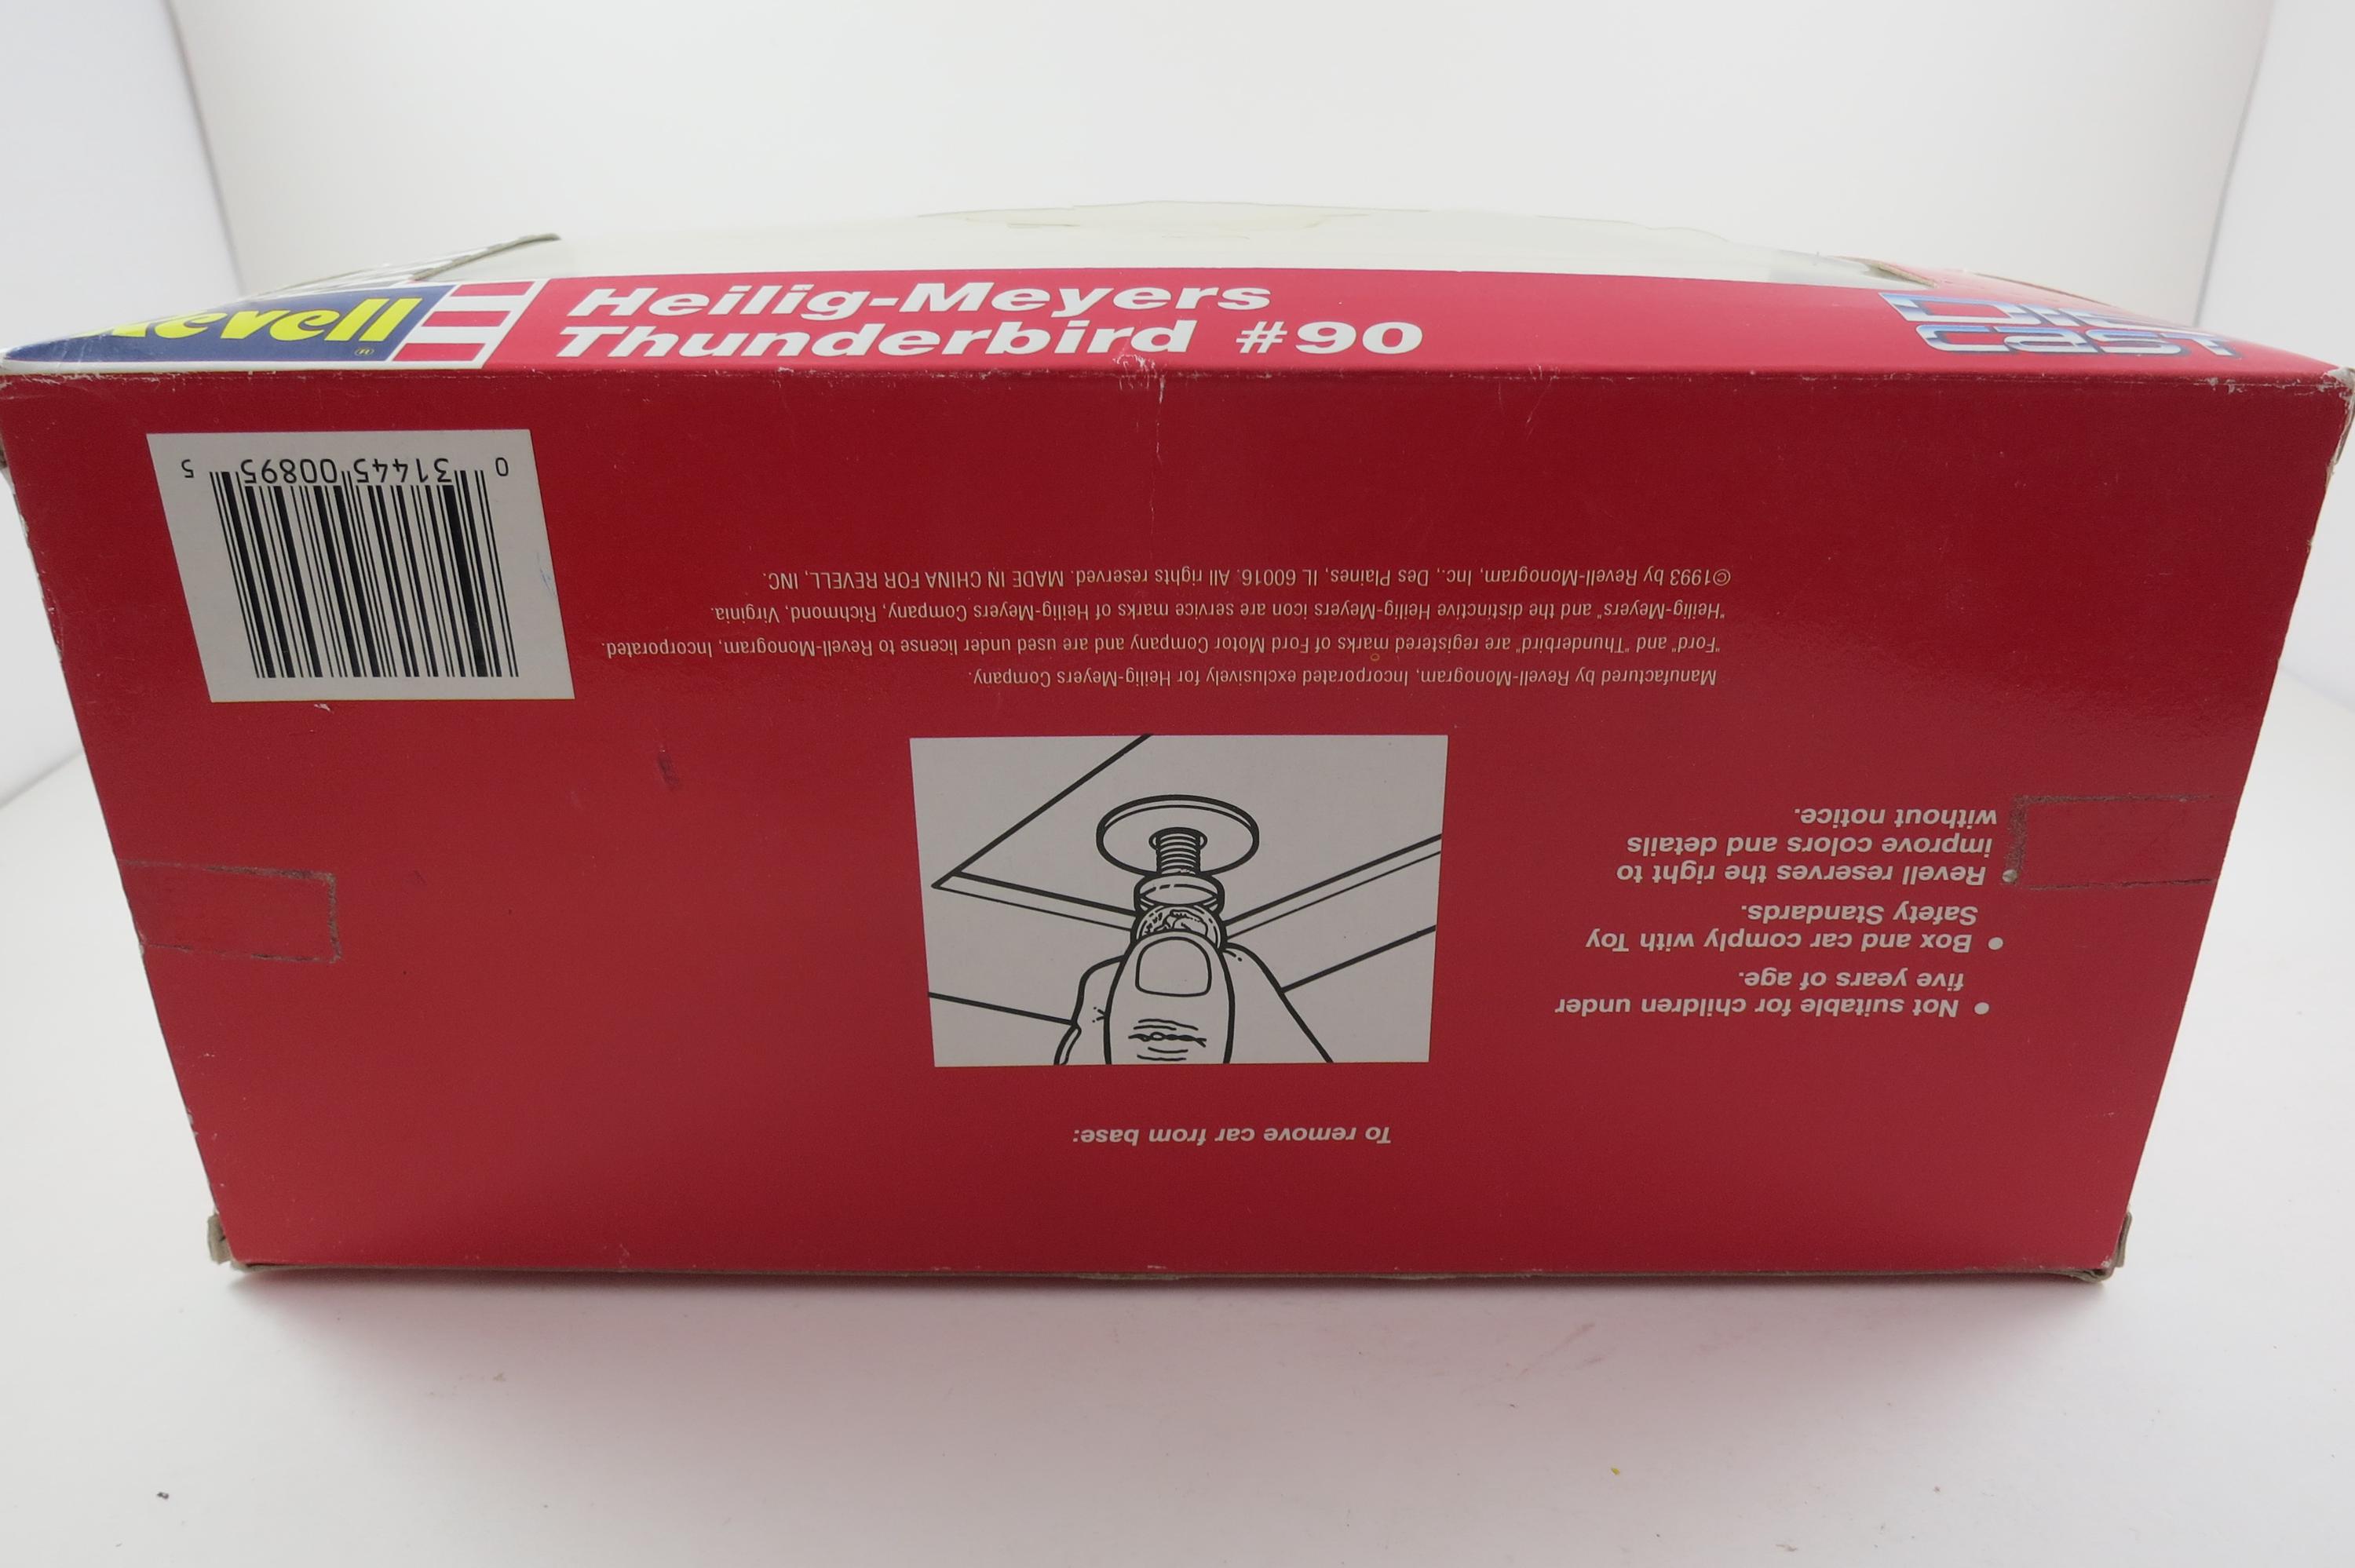 Revell
®
Heilig-Meyers
Thunderbird #90
Die
cast
To remove car from base:
• Not suitable for children under
five years of age.
• Box and car comply with Toy
Safety Standards.
• Revell reserves the right to
improve colors and details
without notice.
Manufactured by Revell-Monogram, Incorporated exclusively for Heilig-Meyers Company.
"Ford" and "Thunderbird" are registered marks of Ford Motor Company and are used under license to Revell-Monogram, Incorporated.
"Heilig-Meyers" and the distinctive Heilig-Meyers icon are service marks of Heilig-Meyers Company, Richmond, Virginia.
©1993 by Revell-Monogram, Inc., Des Plaines, IL 60016. All rights reserved. MADE IN CHINA FOR REVELL, INC.
0 31445 00895 5